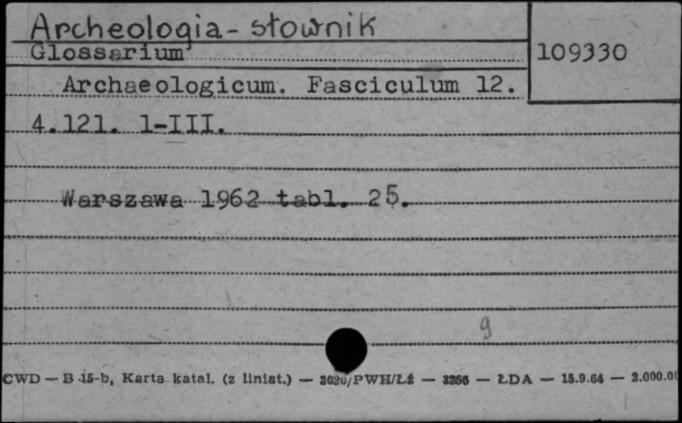 Archeologia - słownik
Glossarium
109330
Archaeologicum. Fasciculum 12.
4.121. 1-III.
Warszawa 1962 tabl. 25.
9
CWD — B 15-b, Karta katal. (z liniat.) — 3020/PWH/Łź — 3266 — ŁDA — 15.9.64 — 2.000.00